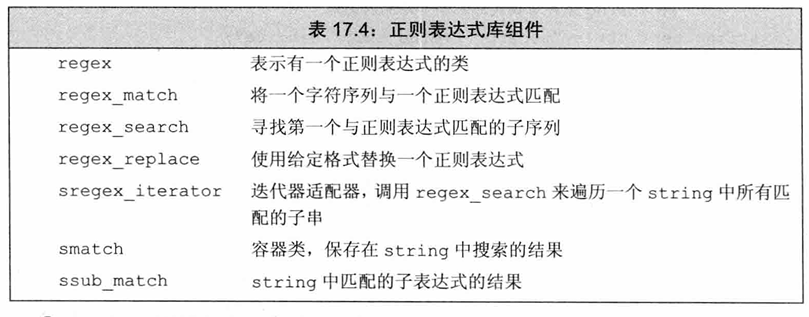 表 17.4：正则表达式库组件
regex 表示有一个正则表达式的类
regex_match 将一个字符序列与一个正则表达式匹配
regex_search 寻找第一个与正则表达式匹配的子序列
regex_replace 使用给定格式替换一个正则表达式
sregex_iterator 迭代器适配器，调用 regex_search 来遍历一个 string 中所有匹
配的子串
smatch 容器类，保存在 string 中搜索的结果
ssub_match string 中匹配的子表达式的结果